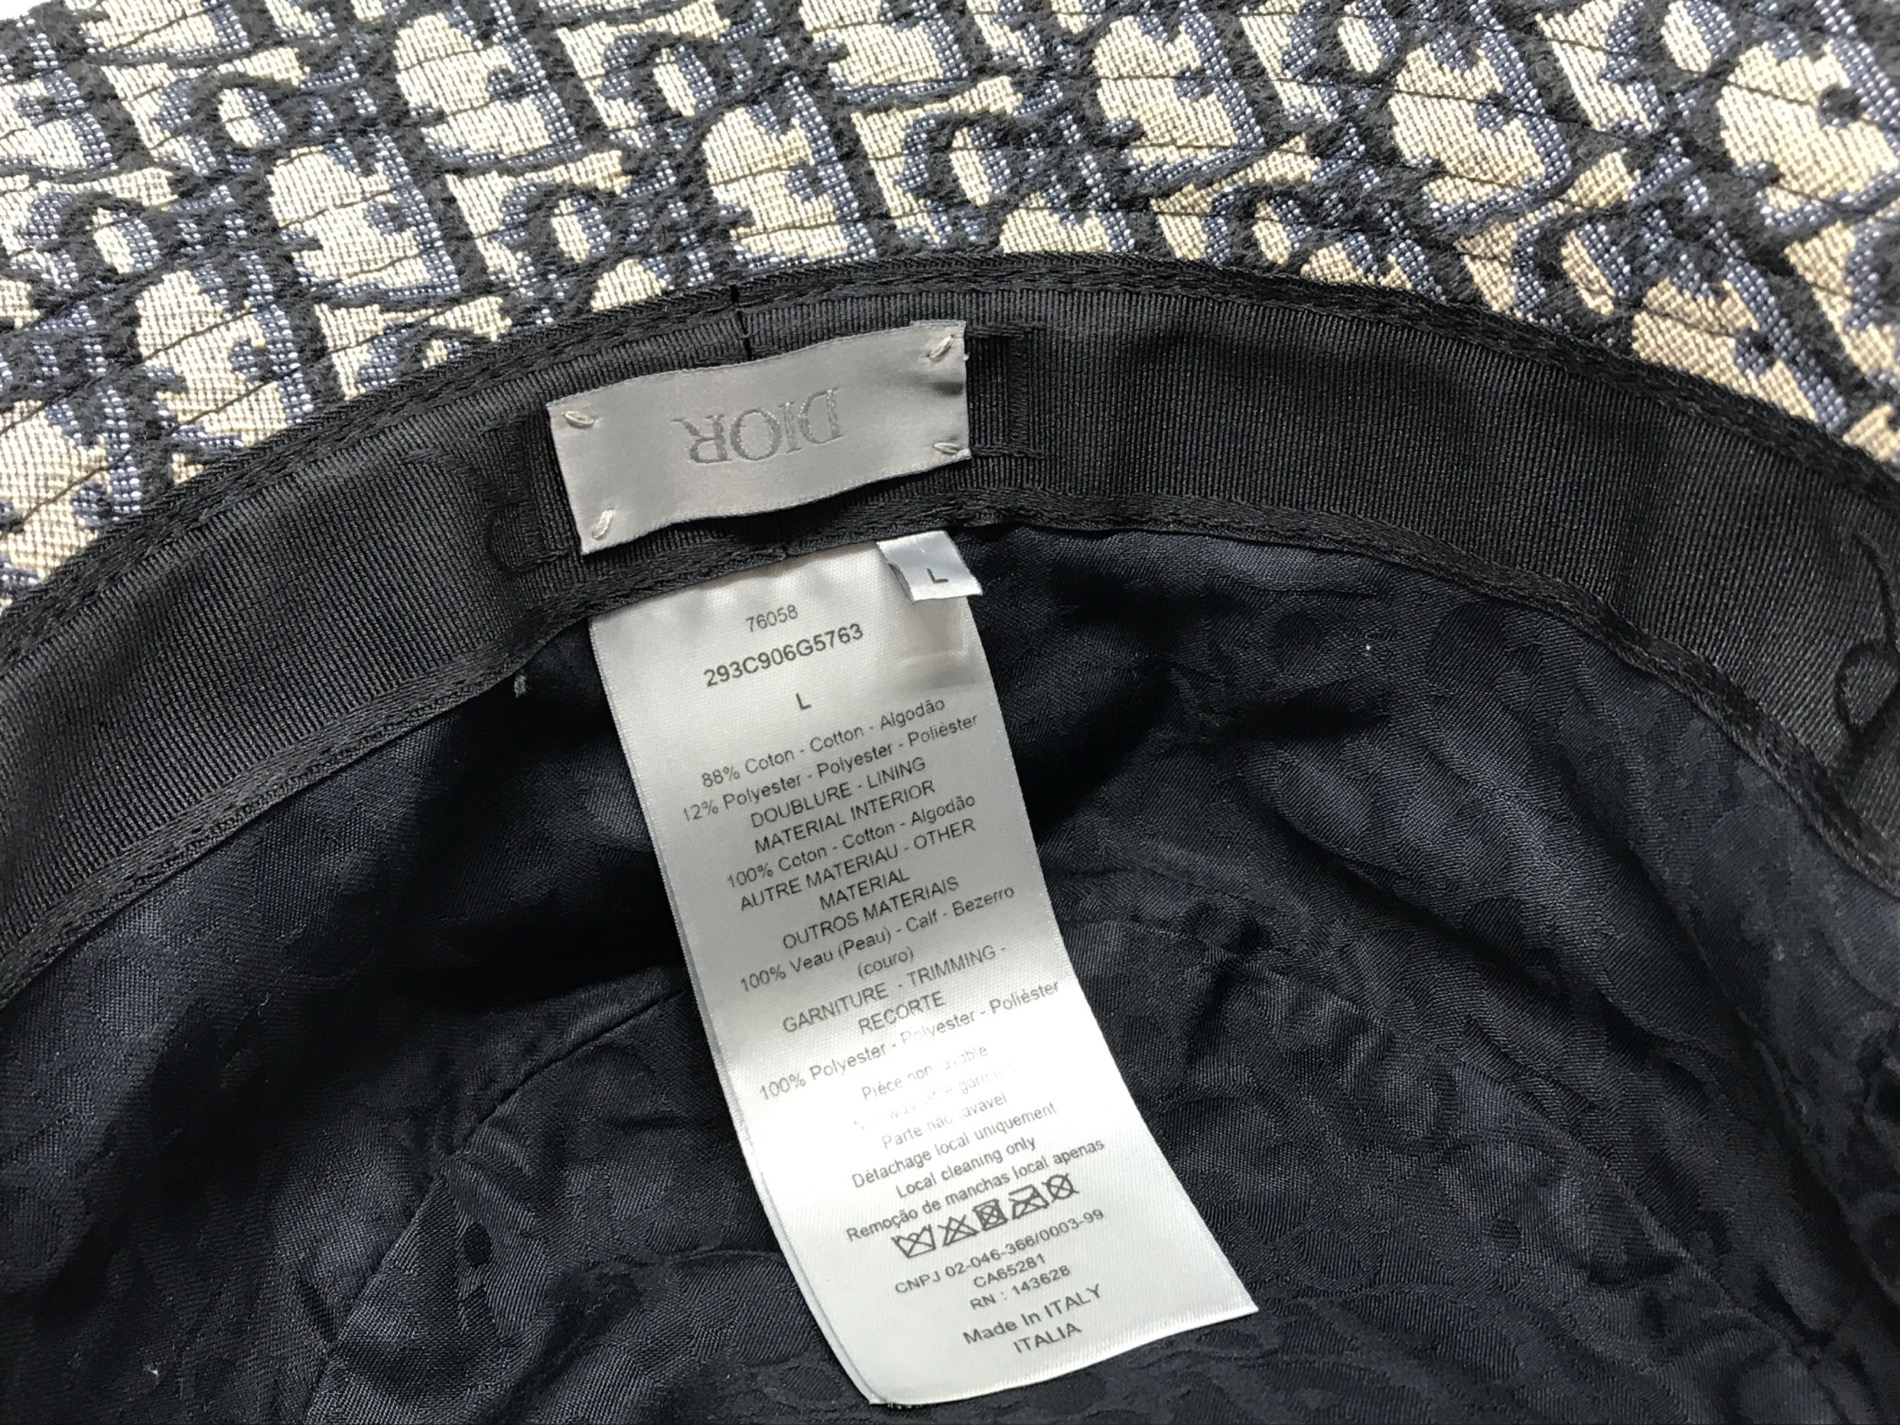 DIOR
L
76058
293C906G5763
L
88% Coton - Cotton - Algodão
12% Polyester - Polyester - Poliéster
DOUBLURE - LINING
MATERIAL INTERIOR
100% Coton - Cotton - Algodão
AUTRE MATERIAU - OTHER
MATERIAL
OUTROS MATERIAIS
100% Veau (Peau) - Calf - Bezerro
(couro)
GARNITURE - TRIMMING -
RECORTE
100% Polyester - Polyester - Poliéster
Pièce non lavable
Parte não lavavel
Détachage local uniquement
Local cleaning only
Remoção de manchas local apenas
CNPJ 02-046-366/0003-99
CA65281
RN : 143628
Made In ITALY
ITALIA